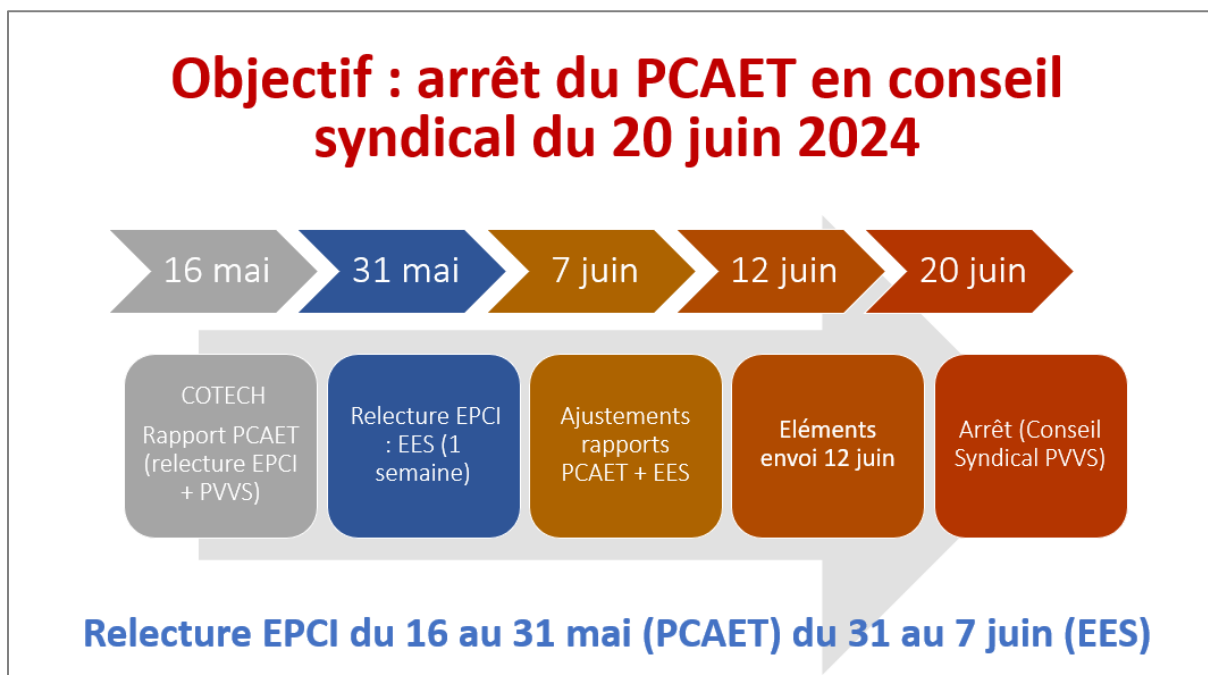 Objectif : arrêt du PCAET en conseil
syndical du 20 juin 2024
16 mai
31 mai
7 juin
12 juin
20 juin
COTECH
Rapport PCAET
(relecture EPCI
+ PVVS)
Relecture EPCI
: EES (1
semaine)
Ajustements
rapports
PCAET + EES
Eléments
envoi 12 juin
Arrêt (Conseil
Syndical PVVS)
Relecture EPCI du 16 au 31 mai (PCAET) du 31 au 7 juin (EES)